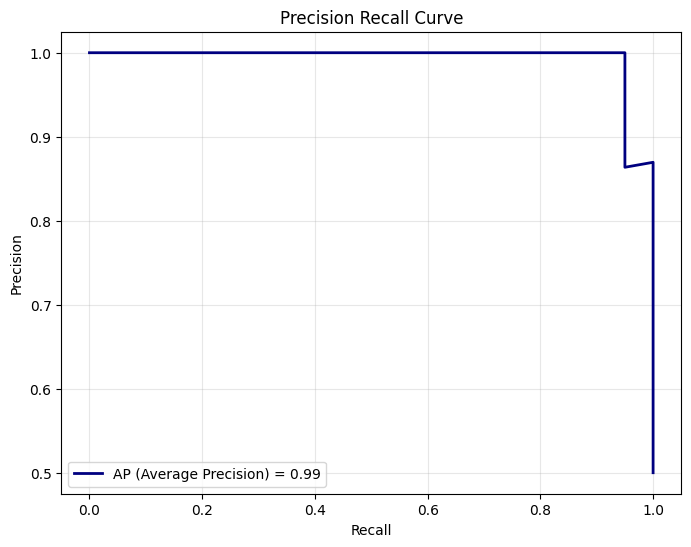 Precision Recall Curve
1.0
0.9
0.8
0.7
0.6
0.5
Precision
AP (Average Precision) = 0.99
0.0 0.2 0.4 0.6 0.8 1.0
Recall